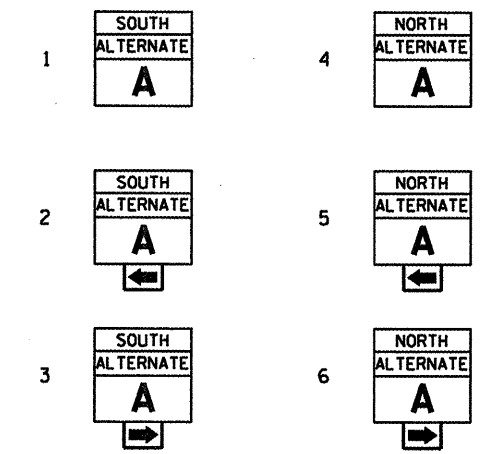 1
SOUTH
ALTERNATE
A
2
SOUTH
ALTERNATE
A
3
SOUTH
ALTERNATE
A
4
NORTH
ALTERNATE
A
5
NORTH
ALTERNATE
A
6
NORTH
ALTERNATE
A